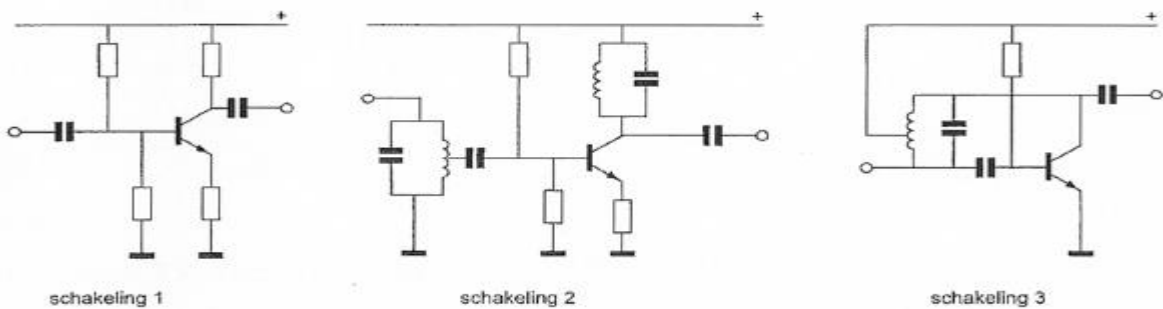 + + +
schakeling 1 schakeling 2 schakeling 3